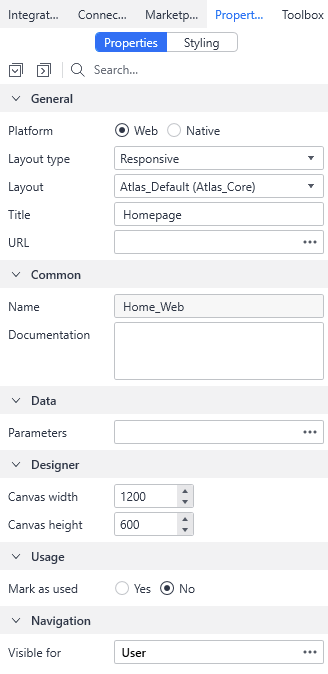 Integrat... Connec... Marketp... Propert... Toolbox
Properties Styling
Search...
General
Platform Web Native
Layout type Responsive
Layout Atlas_Default (Atlas_Core)
Title Homepage
URL ...
Common
Name Home_Web
Documentation
Data
Parameters ...
Designer
Canvas width 1200
Canvas height 600
Usage
Mark as used Yes No
Navigation
Visible for User ...